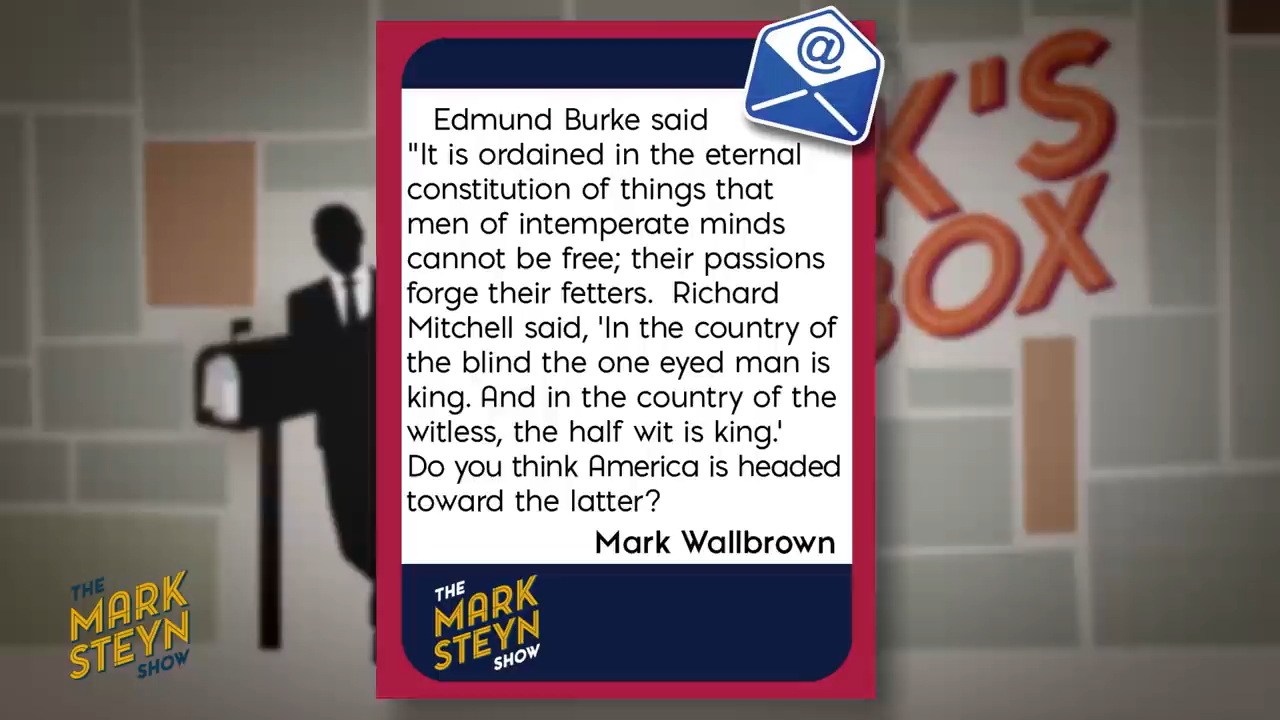 @
Edmund Burke said
"It is ordained in the eternal
constitution of things that
men of intemperate minds
cannot be free; their passions
forge their fetters.  Richard
Mitchell said, 'In the country of
the blind the one eyed man is
king. And in the country of the
witless, the half wit is king.'
Do you think America is headed
toward the latter?
Mark Wallbrown
THE
MARK
STEYN
SHOW
THE
MARK
STEYN
SHOW
K'S
OX